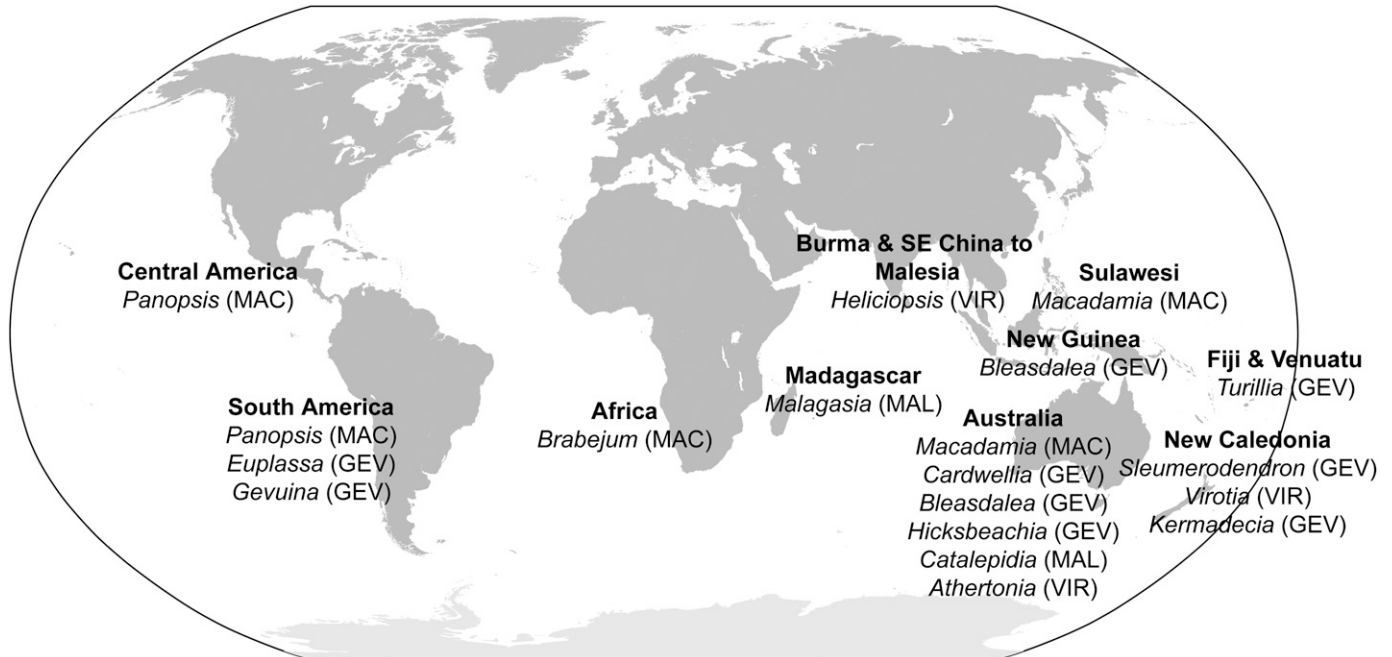 Central America
Panopsis (MAC)
South America
Panopsis (MAC)
Euplassa (GEV)
Gevuina (GEV)
Africa
Brabejum (MAC)
Madagascar
Malagasia (MAL)
Burma & SE China to
Malesia
Heliciopsis (VIR)
Sulawesi
Macadamia (MAC)
New Guinea
Bleasdalea (GEV)
Fiji & Venuatu
Turillia (GEV)
Australia
Macadamia (MAC)
Cardwellia (GEV)
Bleasdalea (GEV)
Hicksbeachia (GEV)
Catalepidia (MAL)
Athertonia (VIR)
New Caledonia
Sleumerodendron (GEV)
Virotia (VIR)
Kermadecia (GEV)